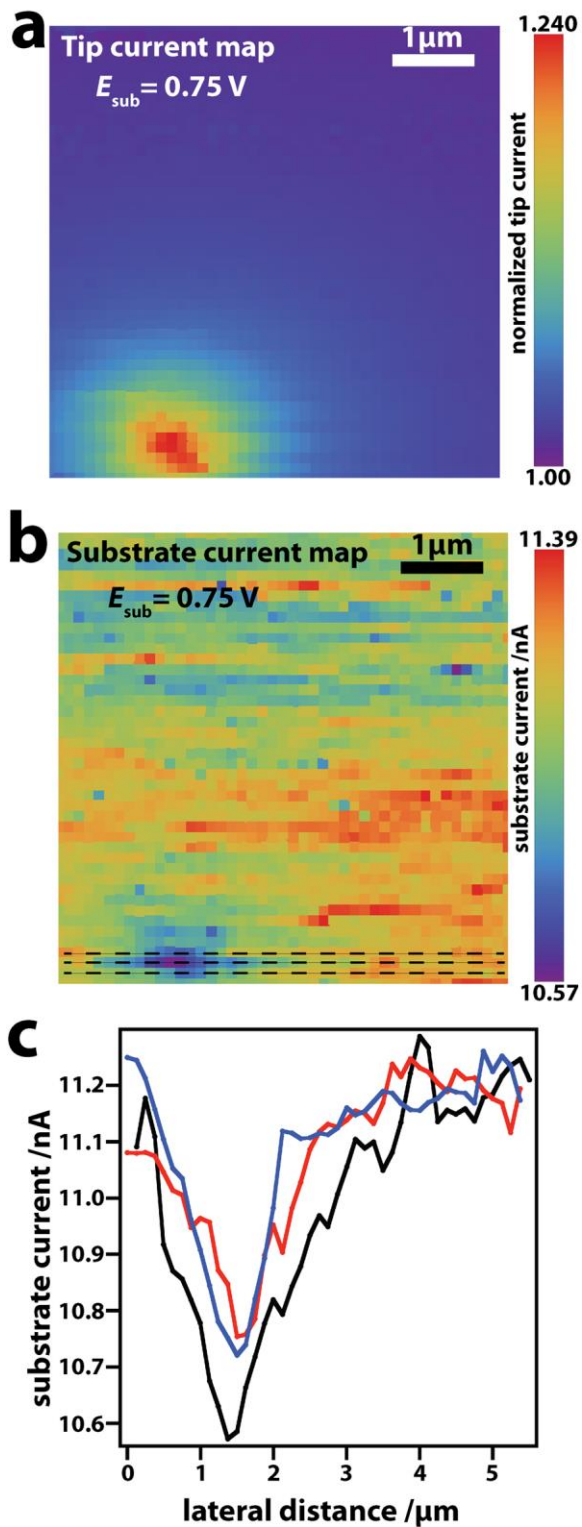 a
Tip current map
1μm
E_sub = 0.75 V
1.240
normalized tip current
1.00
b
Substrate current map
1μm
E_sub = 0.75 V
11.39
substrate current /nA
10.57
c
substrate current /nA
11.2
11.1
11.0
10.9
10.8
10.7
10.6
0 1 2 3 4 5
lateral distance /μm